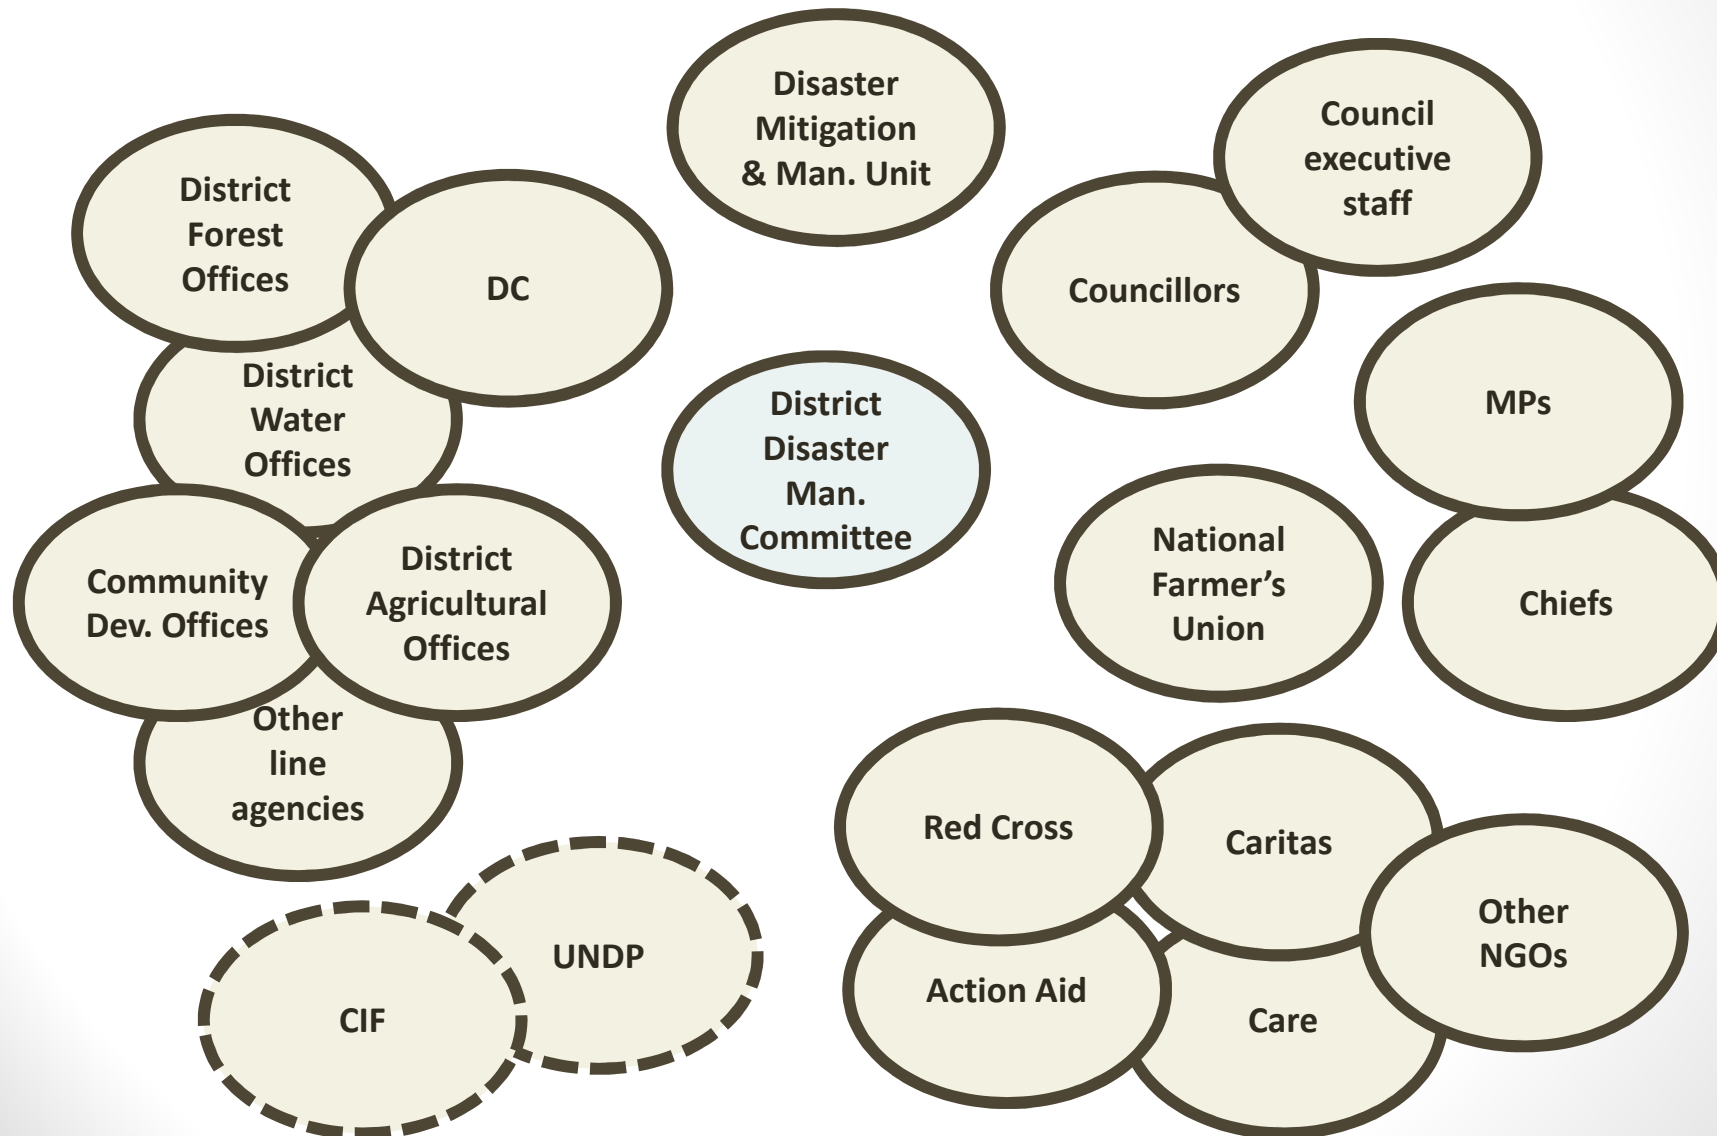 Disaster
Mitigation
& Man. Unit
Council
executive
staff
District
Forest
Offices
DC
Councillors
District
Water
Offices
District
Disaster
Man.
Committee
MPs
National
Farmer’s
Union
Chiefs
Community
Dev. Offices
District
Agricultural
Offices
Other
line
agencies
Red Cross
Caritas
Other
NGOs
UNDP
CIF
Action Aid
Care